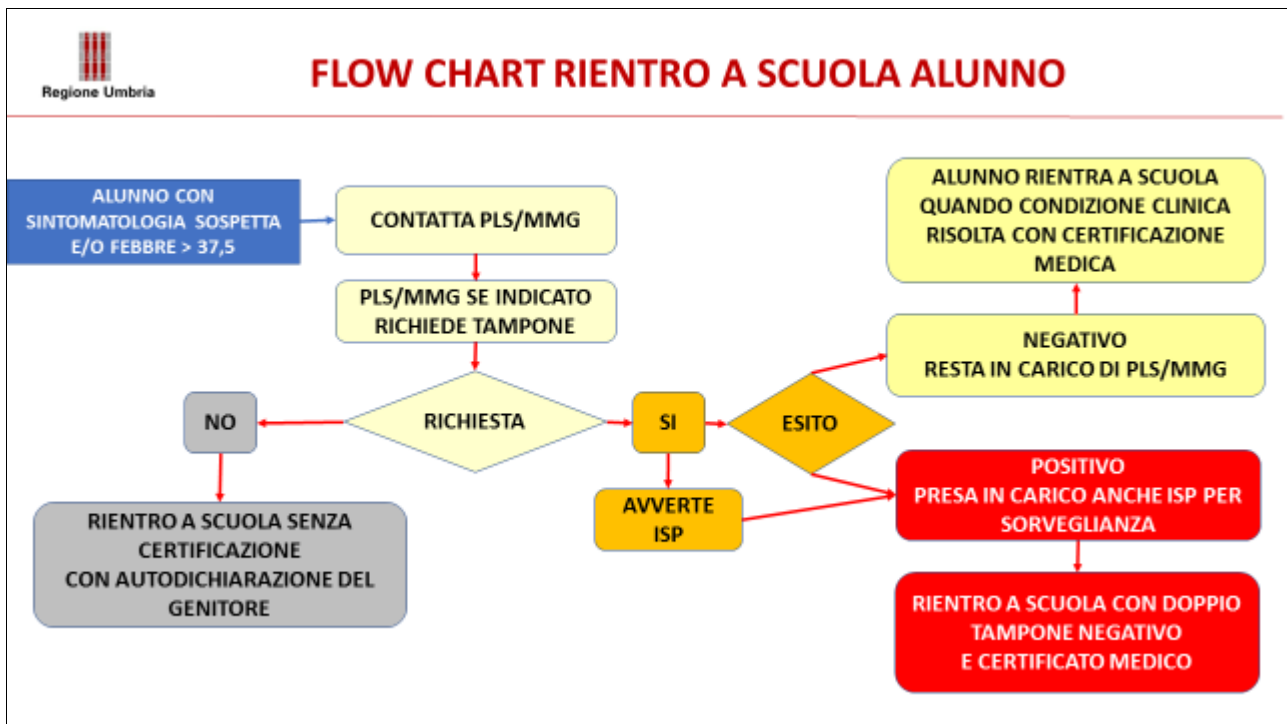 Regione Umbria
FLOW CHART RIENTRO A SCUOLA ALUNNO
ALUNNO CON
SINTOMATOLOGIA SOSPETTA
E/O FEBBRE > 37,5
CONTATTA PLS/MMG
PLS/MMG SE INDICATO
RICHIEDE TAMPONE
RICHIESTA
NO
RIENTRO A SCUOLA SENZA
CERTIFICAZIONE
CON AUTODICHIARAZIONE DEL
GENITORE
SI
AVVERTE
ISP
ESITO
ALUNNO RIENTRA A SCUOLA
QUANDO CONDIZIONE CLINICA
RISOLTA CON CERTIFICAZIONE
MEDICA
NEGATIVO
RESTA IN CARICO DI PLS/MMG
POSITIVO
PRESA IN CARICO ANCHE ISP PER
SORVEGLIANZA
RIENTRO A SCUOLA CON DOPPIO
TAMPONE NEGATIVO
E CERTIFICATO MEDICO